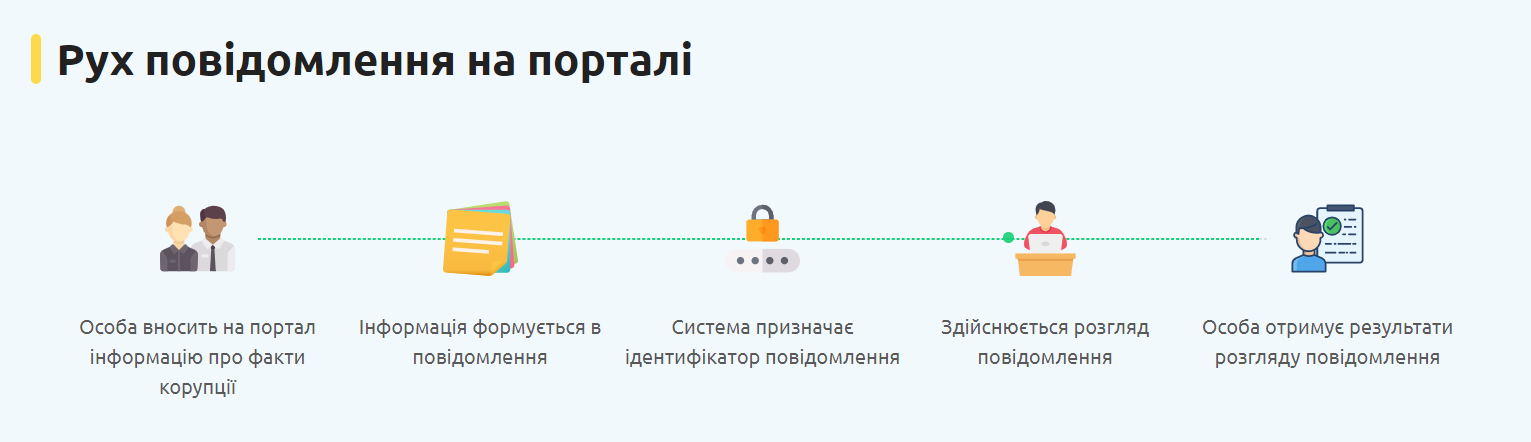 Рух повідомлення на порталі
Особа вносить на портал
інформацію про факти
корупції
Інформація формується в
повідомлення
Система призначає
ідентифікатор повідомлення
Здійснюється розгляд
повідомлення
Особа отримує результати
розгляду повідомлення